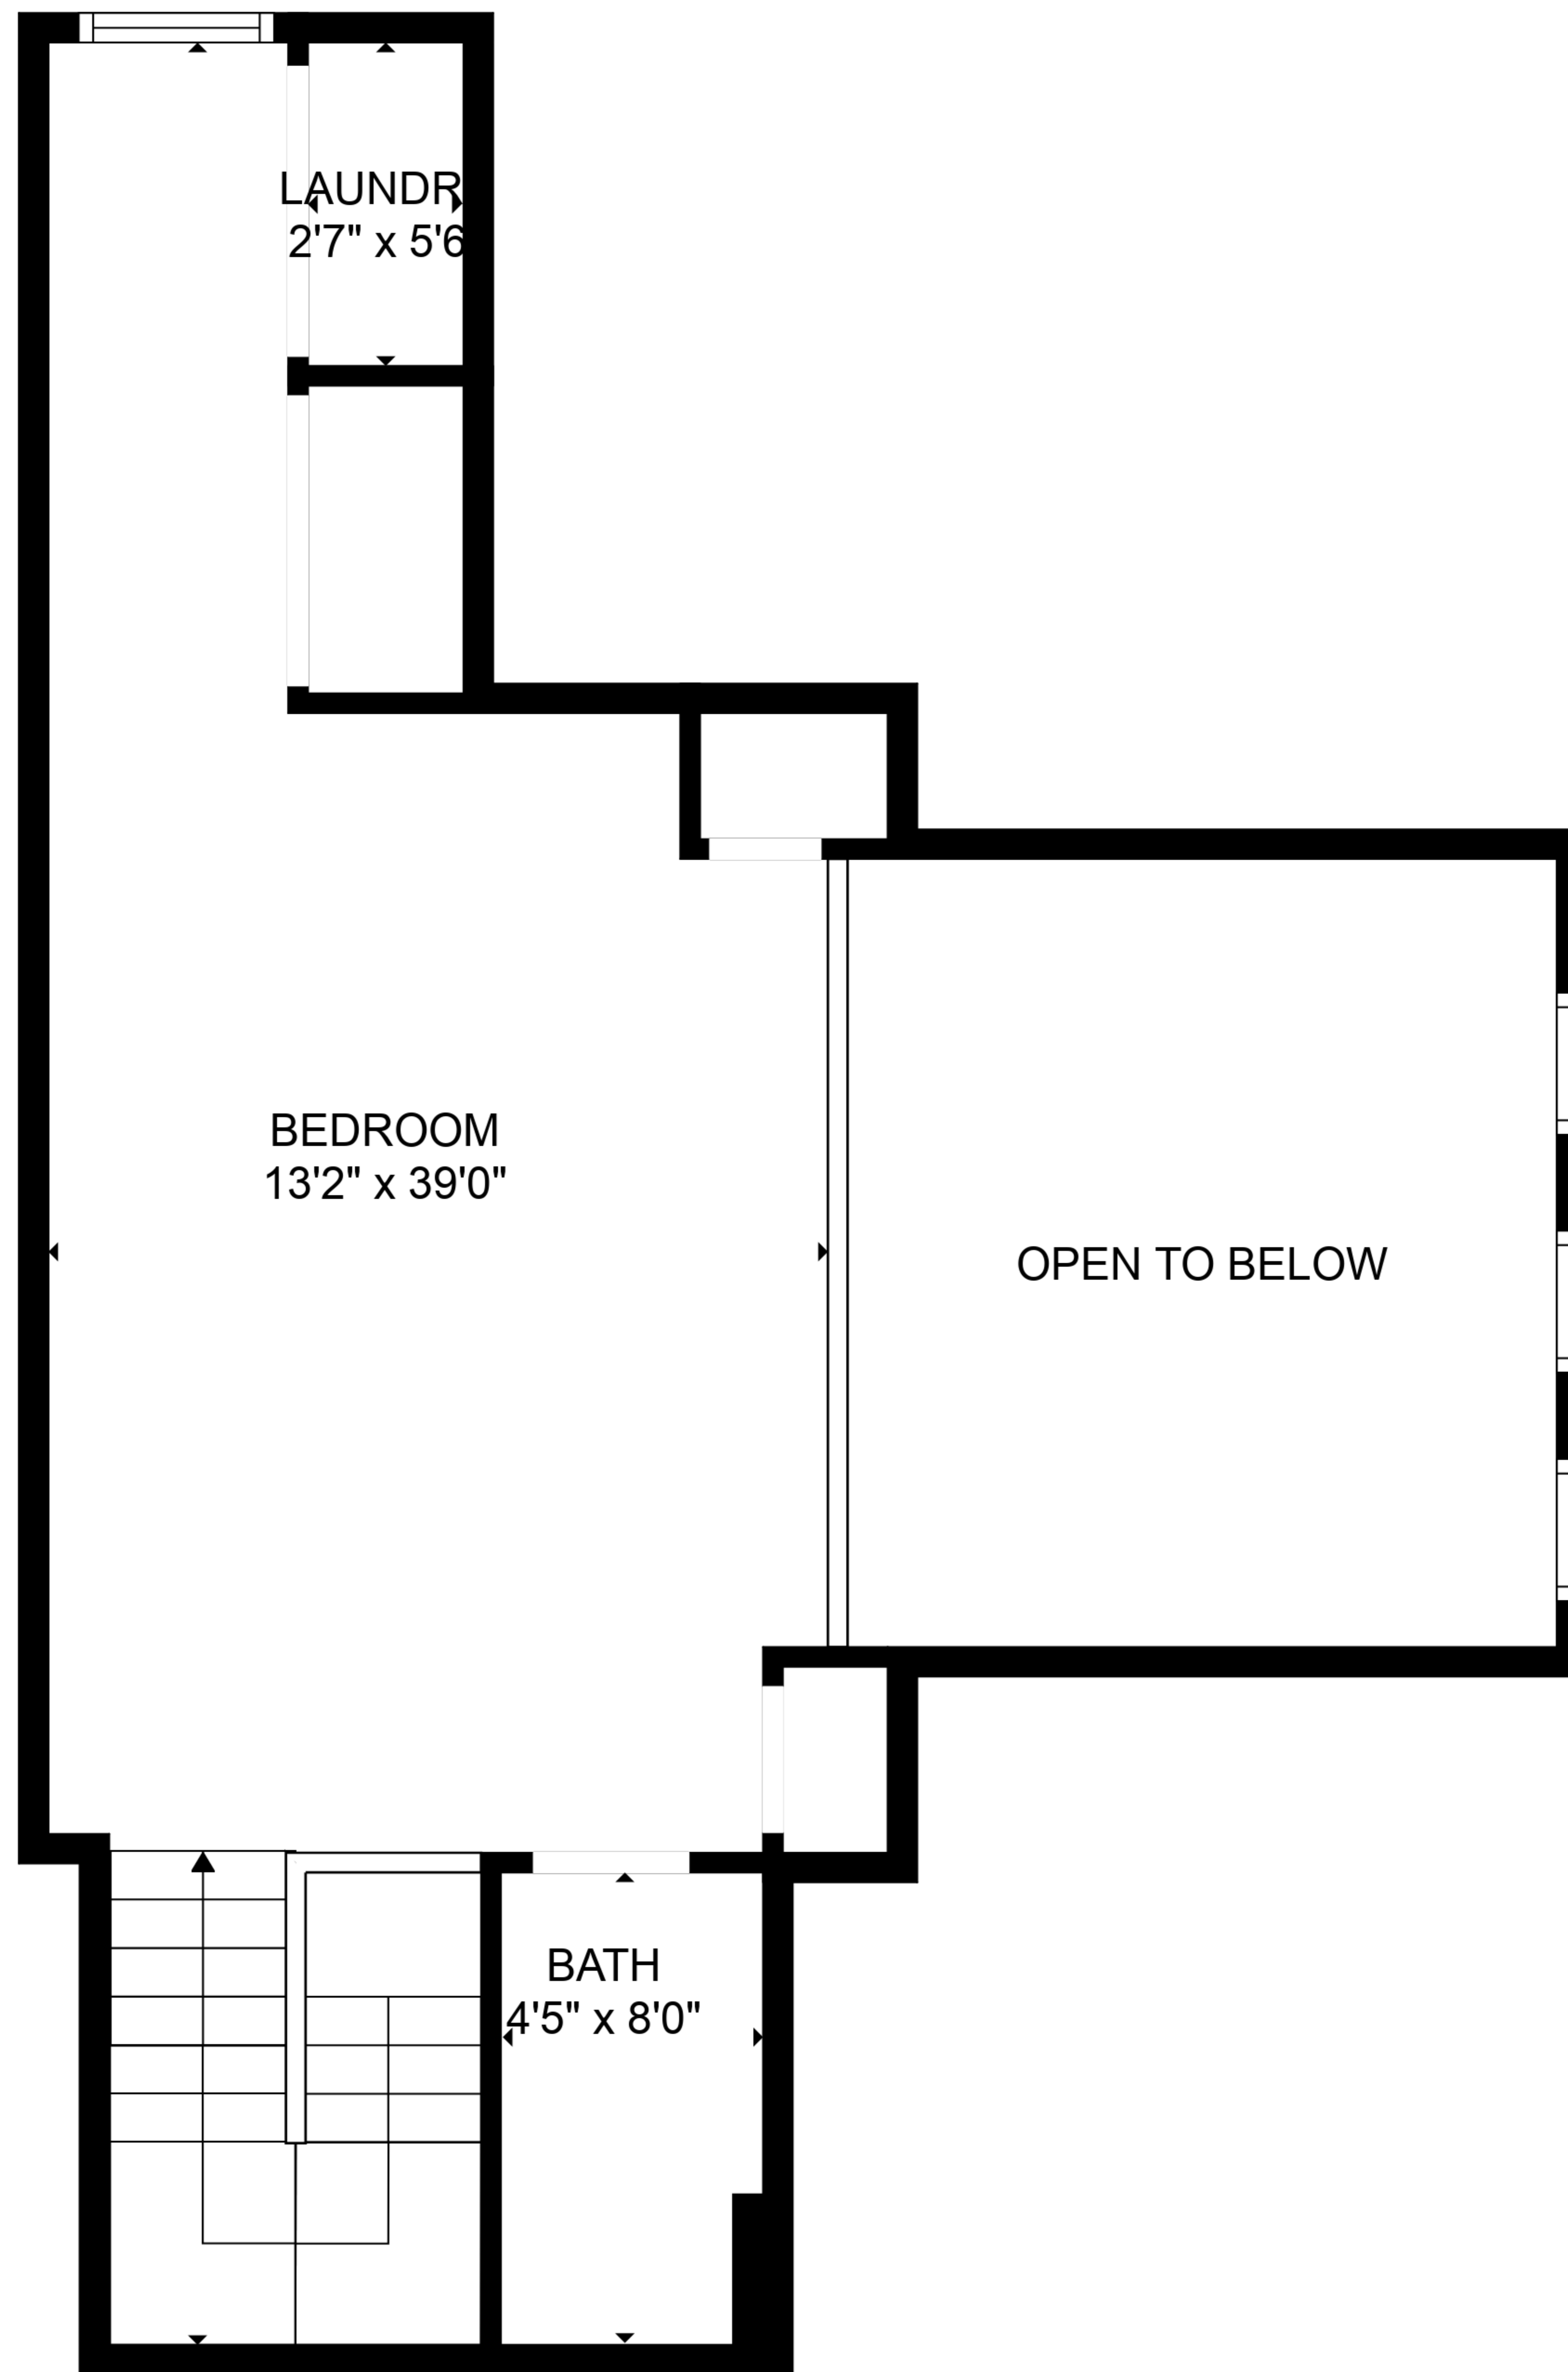 LAUNDR
2'7" x 5'6
BEDROOM
13'2" x 39'0"
OPEN TO BELOW
BATH
4'5" x 8'0"